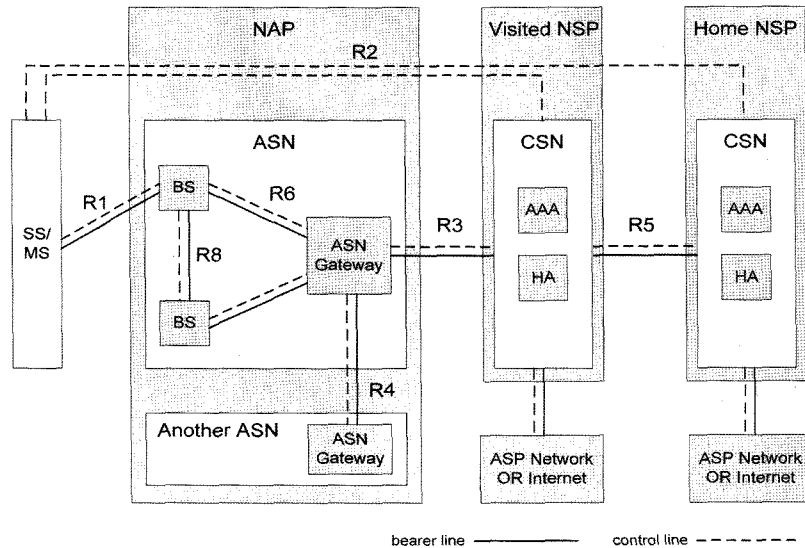 NAP
Visited NSP
Home NSP
R2
ASN
CSN
CSN
R1
BS
R6
AAA
AAA
SS/
MS
R8
ASN
Gateway
R3
R5
HA
HA
BS
R4
Another ASN
ASN
Gateway
ASP Network
OR Internet
ASP Network
OR Internet
bearer line
control line